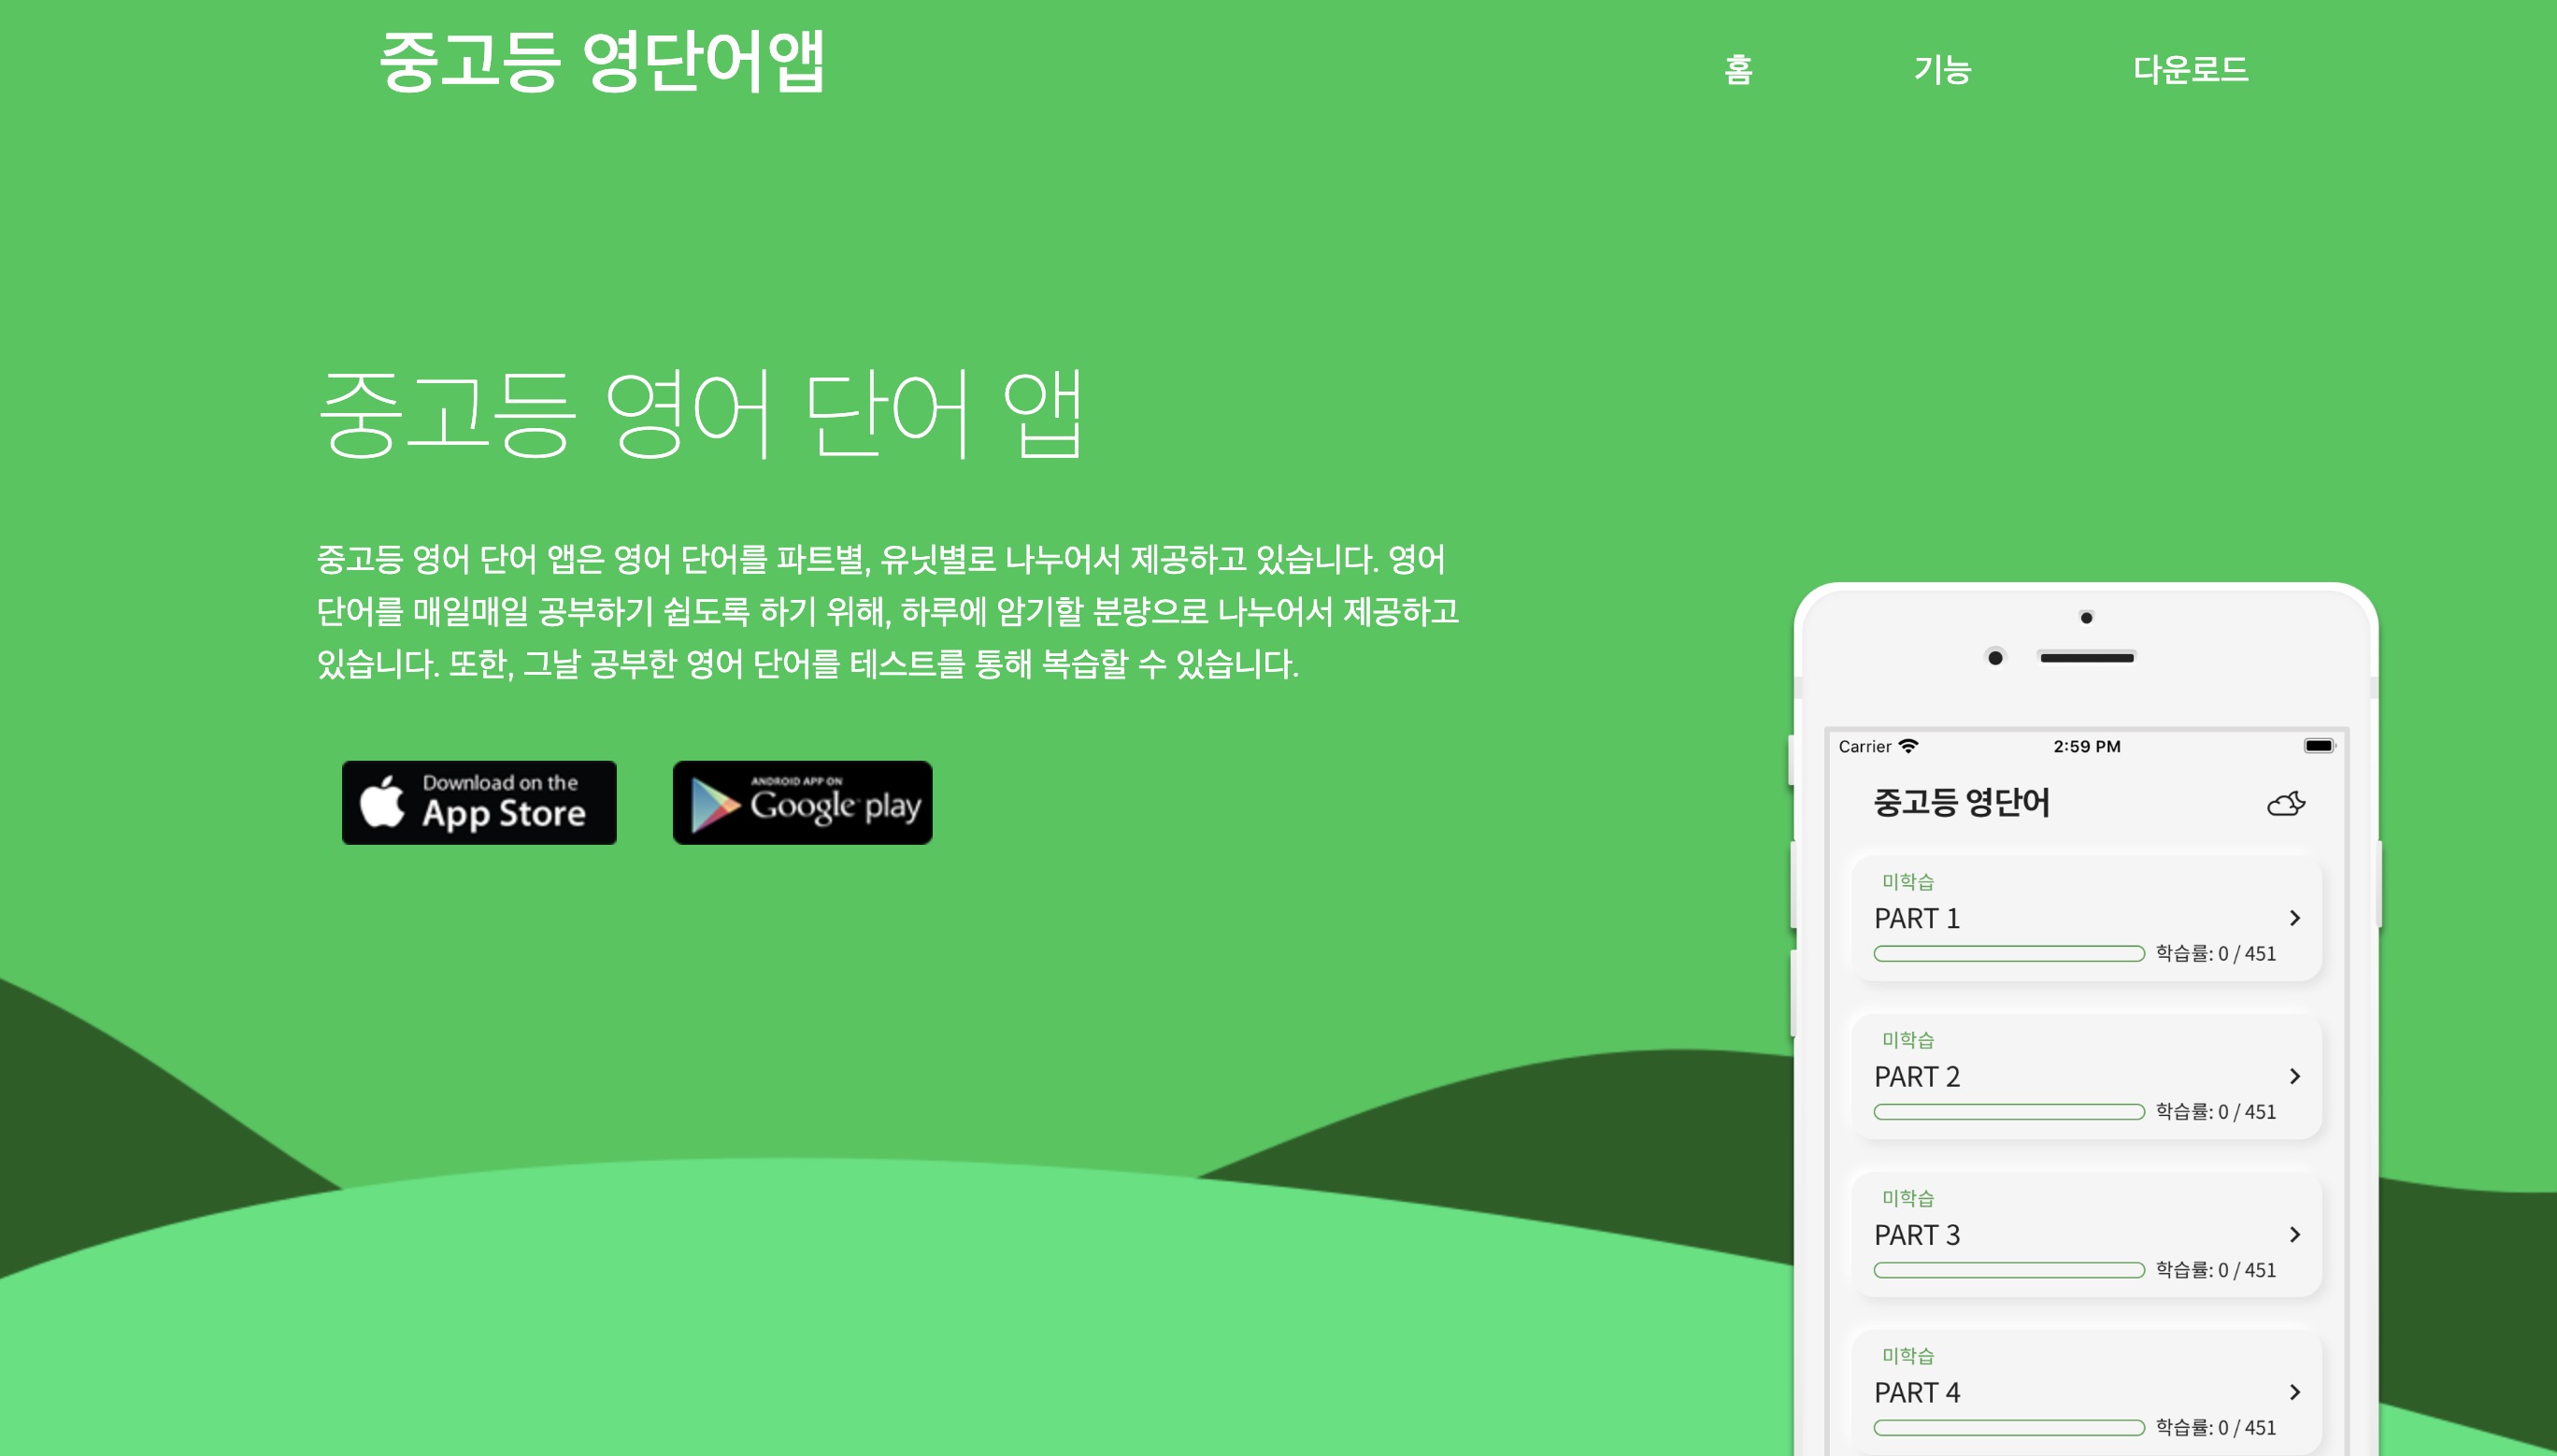 중고등 영단어앱
홈
기능
다운로드
중고등 영어 단어 앱
중고등 영어 단어 앱은 영어 단어를 파트별, 유닛별로 나누어서 제공하고 있습니다. 영어
단어를 매일매일 공부하기 쉽도록 하기 위해, 하루에 암기할 분량으로 나누어서 제공하고
있습니다. 또한, 그날 공부한 영어 단어를 테스트를 통해 복습할 수 있습니다.
Download on the
App Store
ANDROID APP ON
Google play
Carrier
2:59 PM
중고등 영단어
미학습
PART 1
학습률: 0 / 451
미학습
PART 2
학습률: 0 / 451
미학습
PART 3
학습률: 0 / 451
미학습
PART 4
학습률: 0 / 451